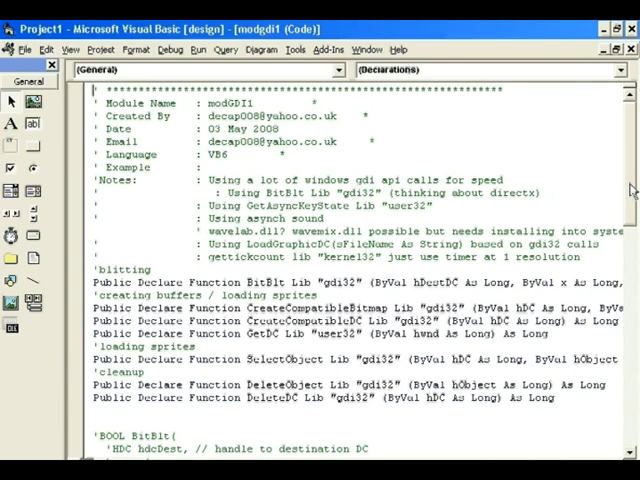 Project1 - Microsoft Visual Basic [design] - [modgdi1 (Code)]
File Edit View Project Format Debug Run Query Diagram Tools Add-Ins Window Help
General
(General) (Declarations)
' **************************************************************
' Module Name : modGDI1 *
' Created By : decap008@yahoo.co.uk *
' Date : 03 May 2008
' Email : decap008@yahoo.co.uk *
' Language : VB6 *
' Example :
'Notes: : Using a lot of windows gdi api calls for speed
' : Using BitBlt Lib "gdi32" (thinking about directx)
' : Using GetAsyncKeyState Lib "user32"
' : Using asynch sound
' ' wavelab.dll? wavemix.dll possible but needs installing into system
' : Using LoadGraphicDC(sFileName As String) based on gdi32 calls
' : gettickcount lib "kernel32" just use timer at 1 resolution
'blitting
Public Declare Function BitBlt Lib "gdi32" (ByVal hDestDC As Long, ByVal x As Long,
'creating buffers / loading sprites
Public Declare Function CreateCompatibleBitmap Lib "gdi32" (ByVal hDC As Long, ByVa
Public Declare Function CreateCompatibleDC Lib "gdi32" (ByVal hDC As Long) As Long
Public Declare Function GetDC Lib "user32" (ByVal hwnd As Long) As Long
'loading sprites
Public Declare Function SelectObject Lib "gdi32" (ByVal hDC As Long, ByVal hObject
'cleanup
Public Declare Function DeleteObject Lib "gdi32" (ByVal hObject As Long) As Long
Public Declare Function DeleteDC Lib "gdi32" (ByVal hDC As Long) As Long
'BOOL BitBlt(
'HDC hdcDest, // handle to destination DC